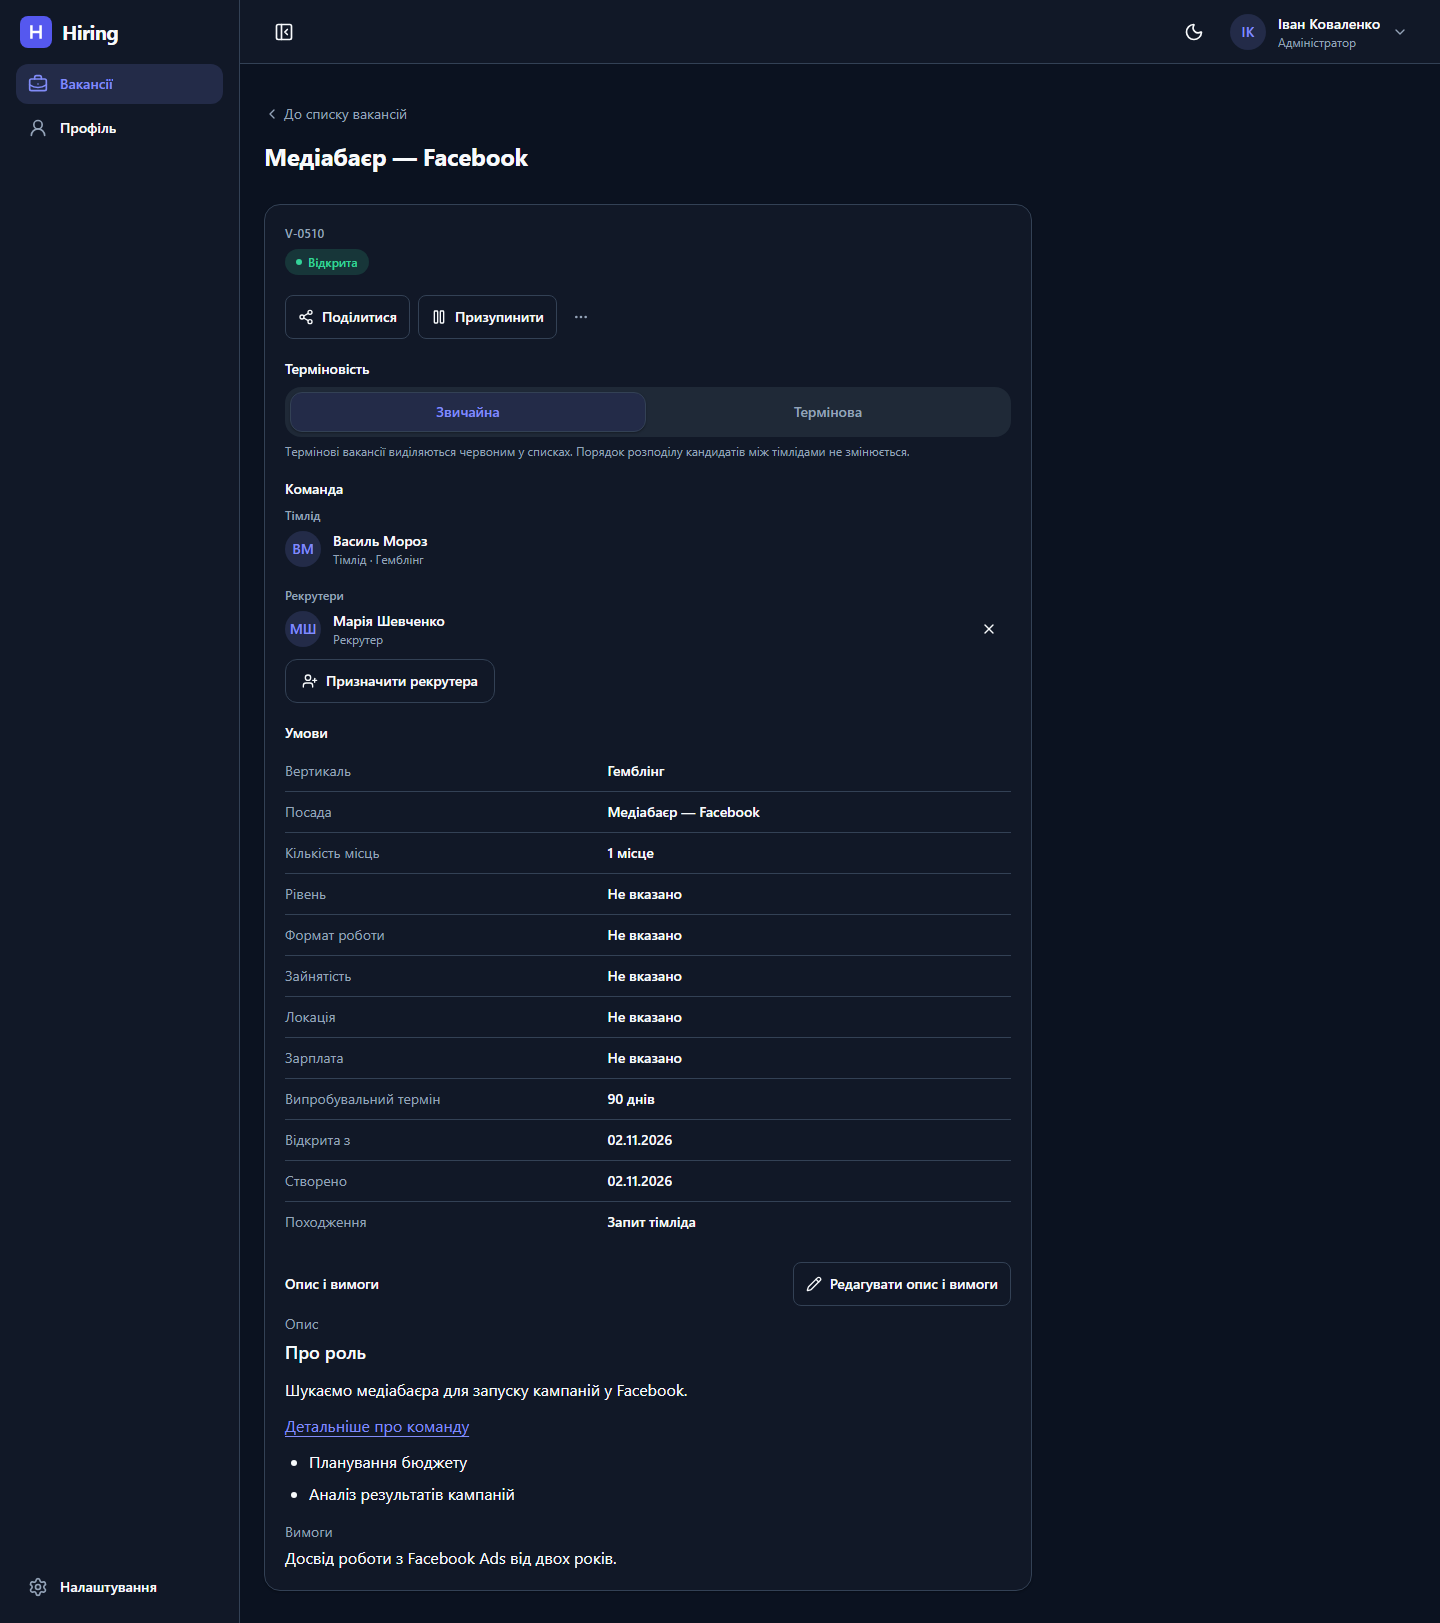 H Hiring
Вакансії
Профіль
Налаштування
ІК
Іван Коваленко
Адміністратор
До списку вакансій
Медіабаєр — Facebook
V-0510
Відкрита
Поділитися
Призупинити
Терміновість
Звичайна
Термінова
Термінові вакансії виділяються червоним у списках. Порядок розподілу кандидатів між тімлідами не змінюється.
Команда
Тімлід
ВМ
Василь Мороз
Тімлід · Гемблінг
Рекрутери
МШ
Марія Шевченко
Рекрутер
Призначити рекрутера
Умови
Вертикаль Гемблінг
Посада Медіабаєр — Facebook
Кількість місць 1 місце
Рівень Не вказано
Формат роботи Не вказано
Зайнятість Не вказано
Локація Не вказано
Зарплата Не вказано
Випробувальний термін 90 днів
Відкрита з 02.11.2026
Створено 02.11.2026
Походження Запит тімліда
Опис і вимоги
Редагувати опис і вимоги
Опис
Про роль
Шукаємо медіабаєра для запуску кампаній у Facebook.
Детальніше про команду
Планування бюджету
Аналіз результатів кампаній
Вимоги
Досвід роботи з Facebook Ads від двох років.